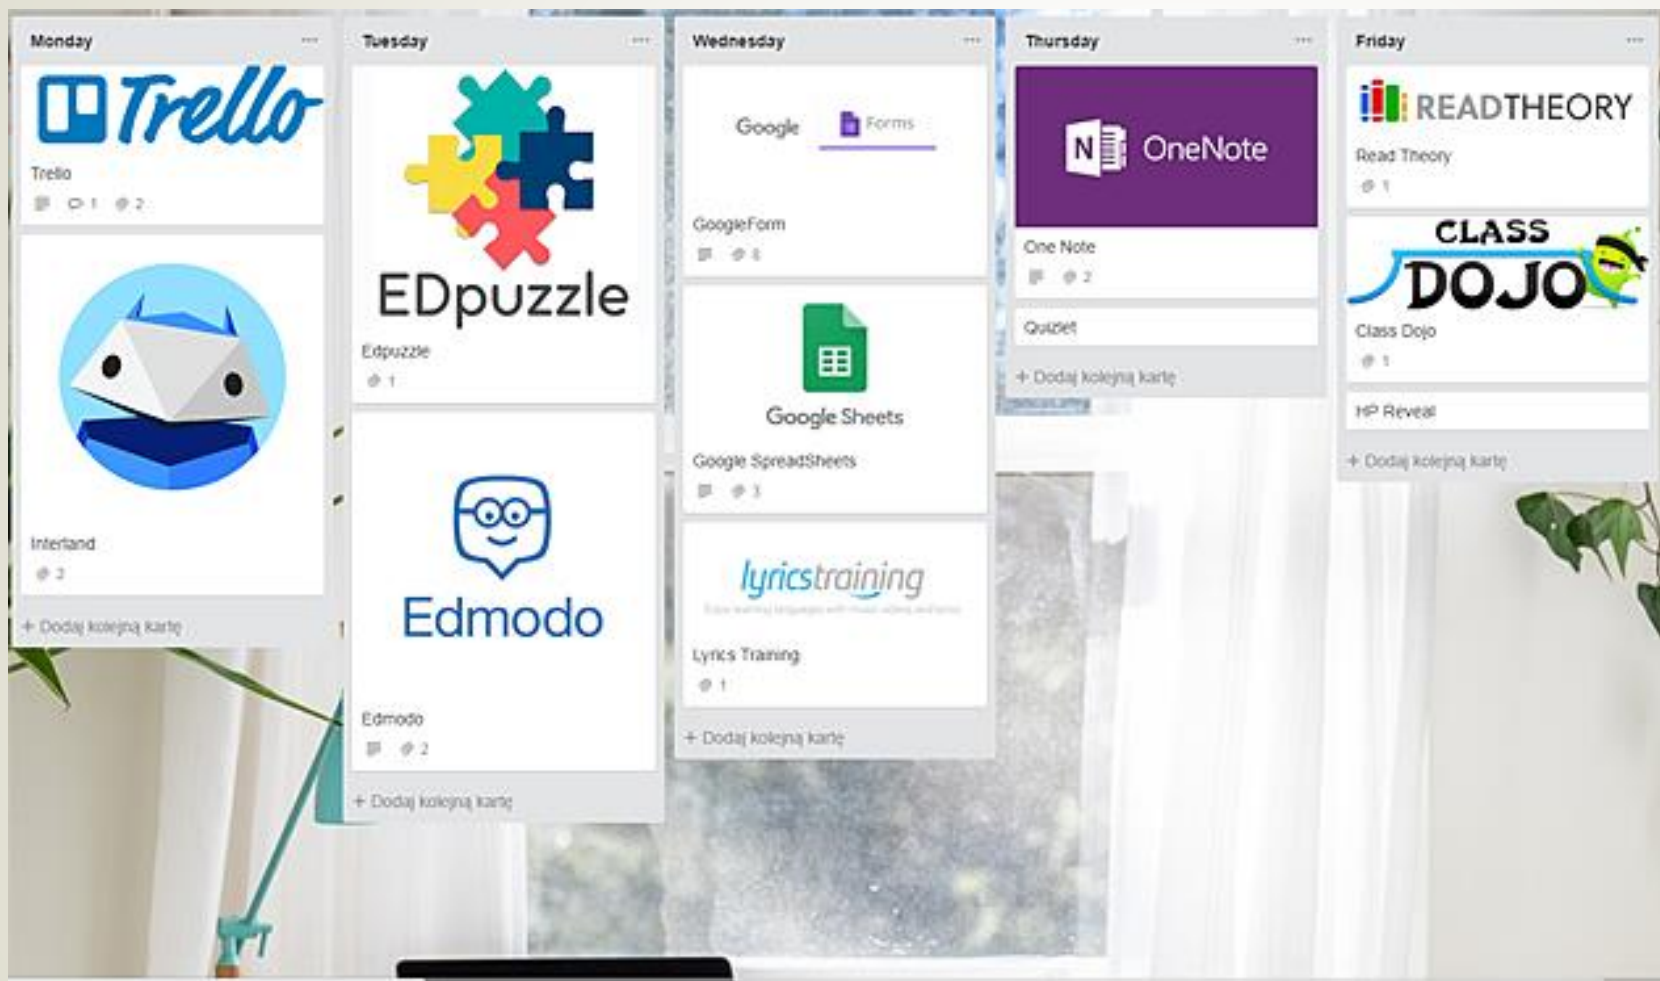 Monday
Trello
Trello
1 2
Interland
2
+ Dodaj kolejną kartę
Tuesday
EDpuzzle
Edpuzzle
1
Edmodo
Edmodo
2
+ Dodaj kolejną kartę
Wednesday
Google Forms
GoogleForm
Google Sheets
Google SpreadSheets
3
lyricstraining
Lyrics Training
1
+ Dodaj kolejną kartę
Thursday
N OneNote
One Note
2
Quizlet
+ Dodaj kolejną kartę
Friday
READTHEORY
Read Theory
1
CLASS
DOJO
Class Dojo
1
HP Reveal
+ Dodaj kolejną kartę